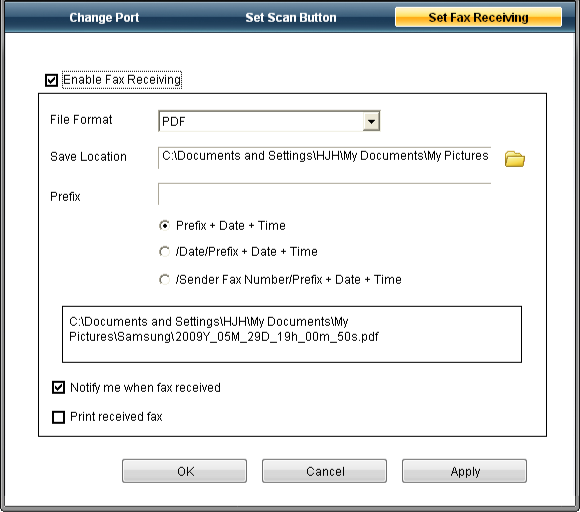 Change Port Set Scan Button Set Fax Receiving
Enable Fax Receiving
File Format PDF
Save Location C:\Documents and Settings\HJH\My Documents\My Pictures
Prefix
Prefix + Date + Time
/Date/Prefix + Date + Time
/Sender Fax Number/Prefix + Date + Time
C:\Documents and Settings\HJH\My Documents\My
Pictures\Samsung\2009Y_05M_29D_19h_00m_50s.pdf
Notify me when fax received
Print received fax
OK Cancel Apply